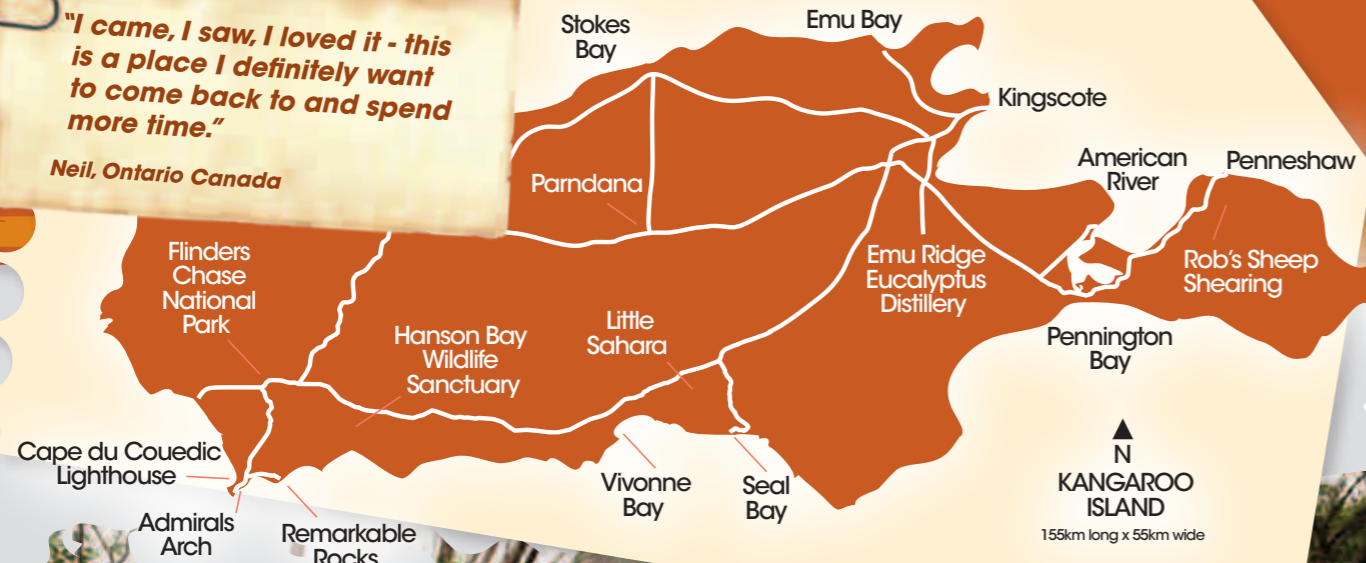 "I came, I saw, I loved it - this
is a place I definitely want
to come back to and spend
more time."
Neil, Ontario Canada
Stokes
Bay
Emu Bay
Kingscote
American
River
Penneshaw
Parndana
Flinders
Chase
National
Park
Hanson Bay
Wildlife
Sanctuary
Little
Sahara
Emu Ridge
Eucalyptus
Distillery
Rob's Sheep
Shearing
Pennington
Bay
Cape du Couedic
Lighthouse
Admirals
Arch
Remarkable
Rocks
Vivonne
Bay
Seal
Bay
N
KANGAROO
ISLAND
155km long x 55km wide